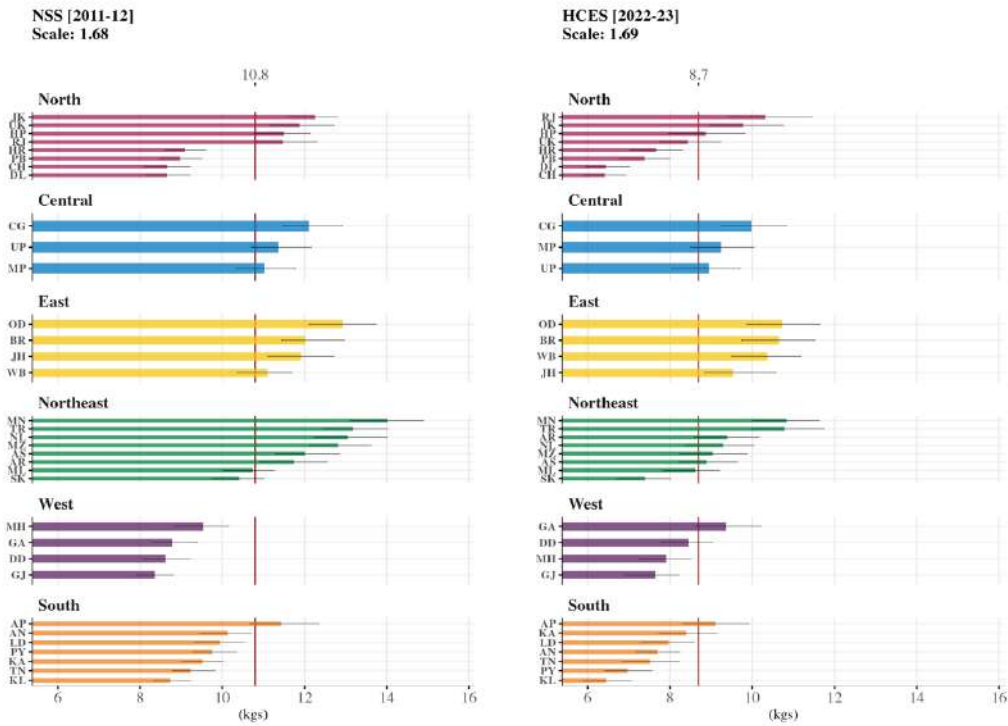 NSS [2011-12]
Scale: 1.68
10.8
North
JK
UK
HP
RJ
HR
PB
CH
DL
Central
CG
UP
MP
East
OD
BR
JH
WB
Northeast
MN
TR
NL
MZ
AS
AR
ML
SK
West
MH
GA
DD
GJ
South
AP
AN
LD
PY
KA
TN
KL
6 8 10 12 14 16
(kgs)
HCES [2022-23]
Scale: 1.69
8.7
North
RJ
JK
HP
UK
HR
PB
DL
CH
Central
CG
MP
UP
East
OD
BR
WB
JH
Northeast
MN
TR
AR
NL
MZ
AS
ML
SK
West
GA
DD
MH
GJ
South
AP
KA
LD
AN
TN
PY
KL
6 8 10 12 14 16
(kgs)